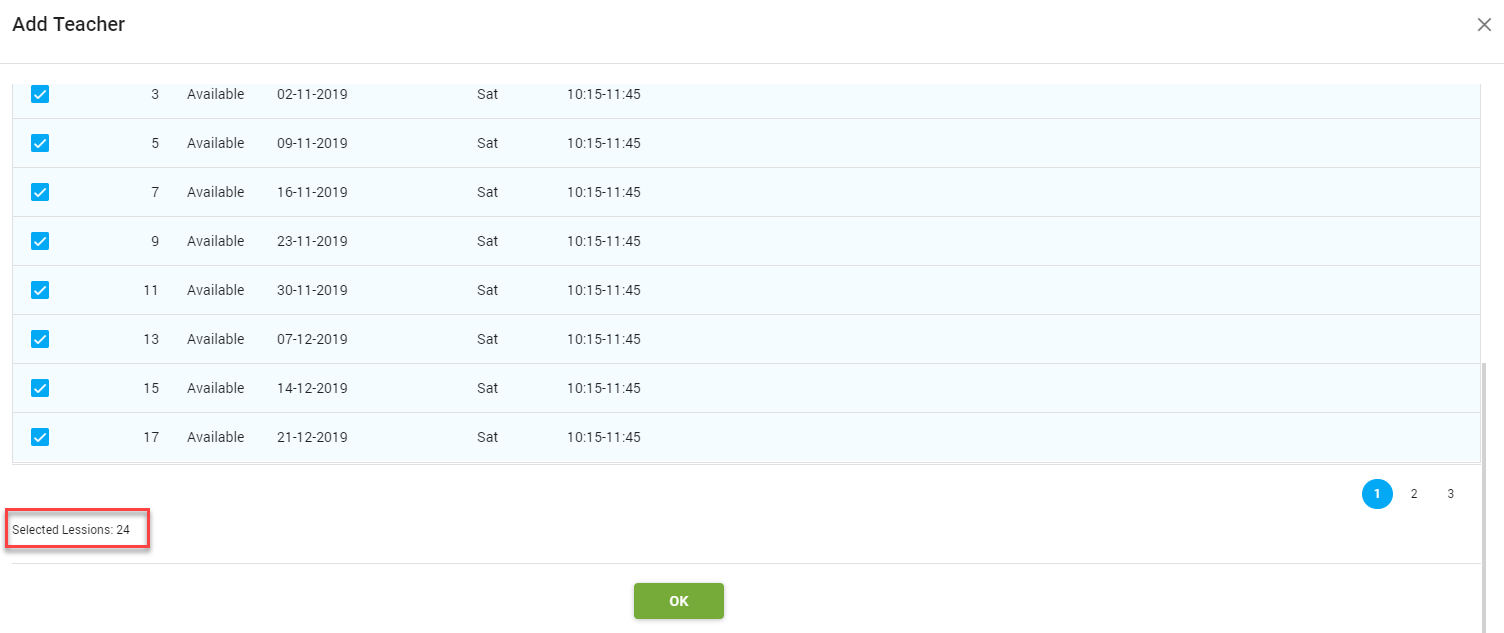 Add Teacher
3 Available 02-11-2019 Sat 10:15-11:45
5 Available 09-11-2019 Sat 10:15-11:45
7 Available 16-11-2019 Sat 10:15-11:45
9 Available 23-11-2019 Sat 10:15-11:45
11 Available 30-11-2019 Sat 10:15-11:45
13 Available 07-12-2019 Sat 10:15-11:45
15 Available 14-12-2019 Sat 10:15-11:45
17 Available 21-12-2019 Sat 10:15-11:45
1 2 3
Selected Lessions: 24
OK